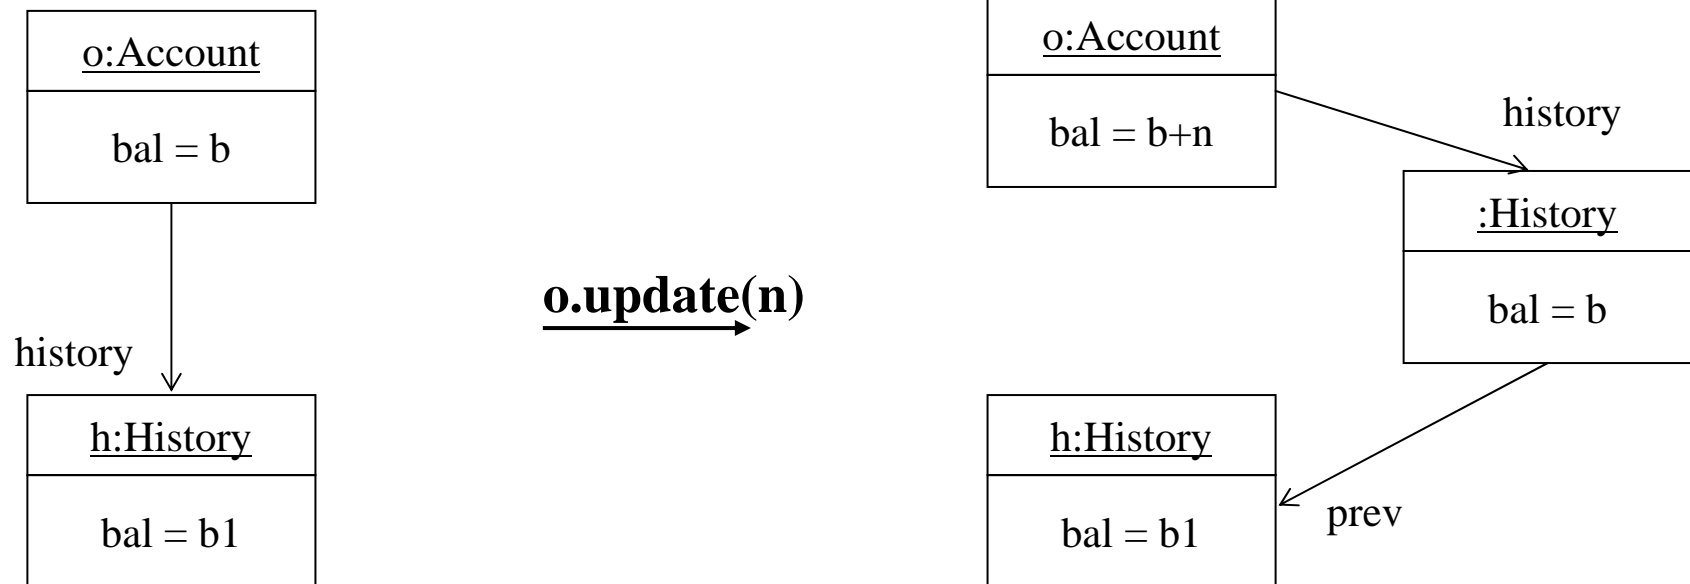 o:Account
bal = b
history
h:History
bal = b1
o.update(n)
o:Account
bal = b+n
history
:History
bal = b
h:History
bal = b1
prev